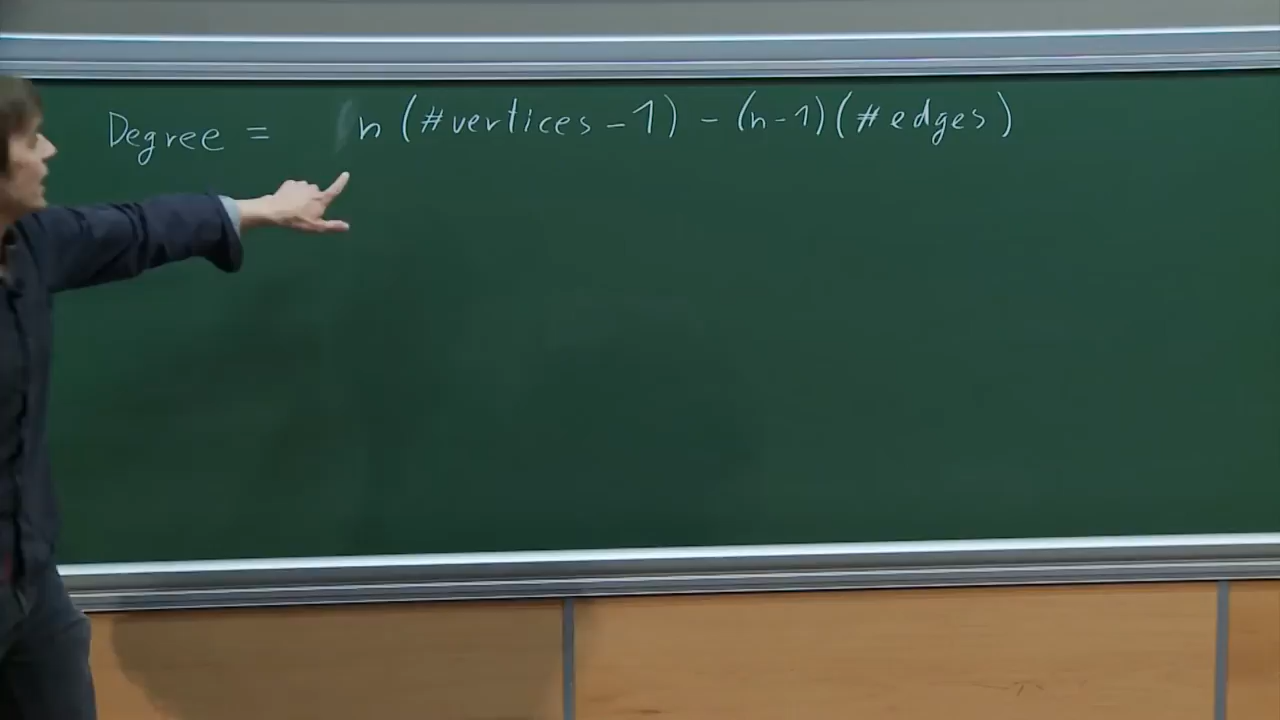 Degree = n (#vertices - 1) - (n-1)(#edges)